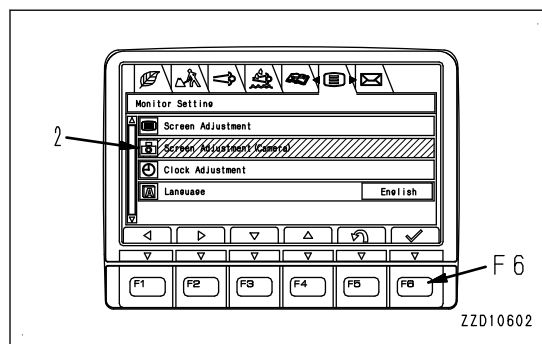 Monitor Setting
Screen Adjustment
2
Screen Adjustment(Camera)
Clock Adjustment
A
Language English
F1 F2 F3 F4 F5 F6
F6
ZZD10602